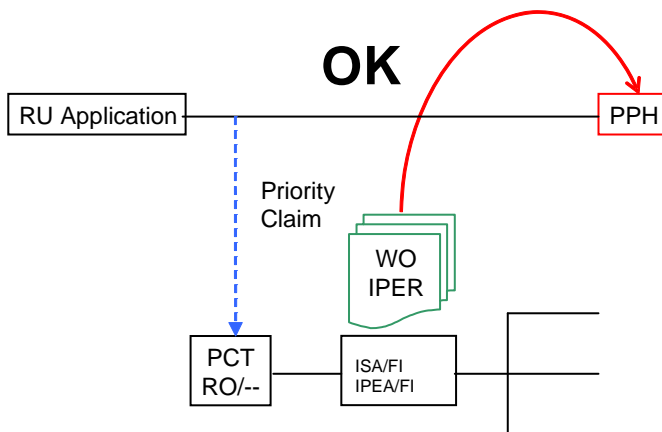 OK
RU Application
PPH
Priority
Claim
WO
IPER
PCT
RO/--
ISA/FI
IPEA/FI